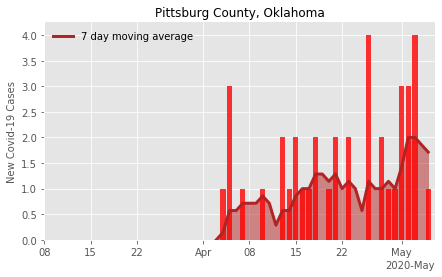 Pittsburg County, Oklahoma
7 day moving average
New Covid-19 Cases
4.0
3.5
3.0
2.5
2.0
1.5
1.0
0.5
0.0
08 15 22 Apr 08 15 22 May
2020-May